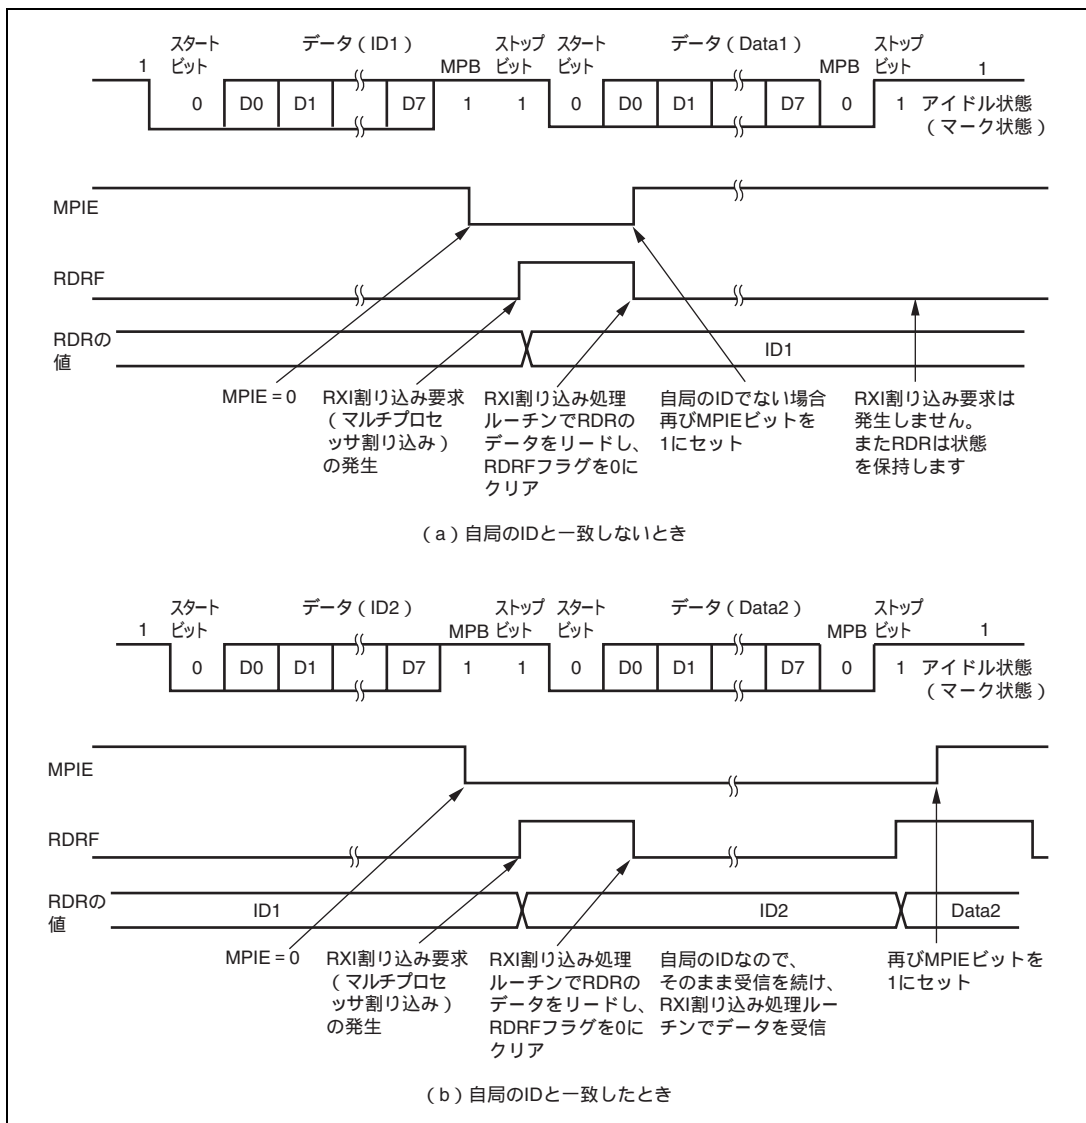 スタート データ（ID1） ストップ スタート データ（Data1） ストップ
1 ビット MPB ビット ビット MPB ビット 1
0 D0 D1 D7 1 1 0 D0 D1 D7 0 1 アイドル状態
（マーク状態）
MPIE
RDRF
RDRの
値
ID1
MPIE = 0
RXI割り込み要求
（マルチプロセ
ッサ割り込み）
の発生
RXI割り込み処理
ルーチンでRDRの
データをリードし、
RDRFフラグを0に
クリア
自局のIDでない場合
再びMPIEビットを
1にセット
RXI割り込み要求は
発生しません。
またRDRは状態
を保持します
（a）自局のIDと一致しないとき
スタート データ（ID2） ストップ スタート データ（Data2） ストップ
1 ビット MPB ビット ビット MPB ビット 1
0 D0 D1 D7 1 1 0 D0 D1 D7 0 1 アイドル状態
（マーク状態）
MPIE
RDRF
RDRの
値
ID1 ID2 Data2
MPIE = 0
RXI割り込み要求
（マルチプロセ
ッサ割り込み）
の発生
RXI割り込み処理
ルーチンでRDRの
データをリードし、
RDRFフラグを0に
クリア
自局のIDなので、
そのまま受信を続け、
RXI割り込み処理ルー
チンでデータを受信
再びMPIEビットを
1にセット
（b）自局のIDと一致したとき